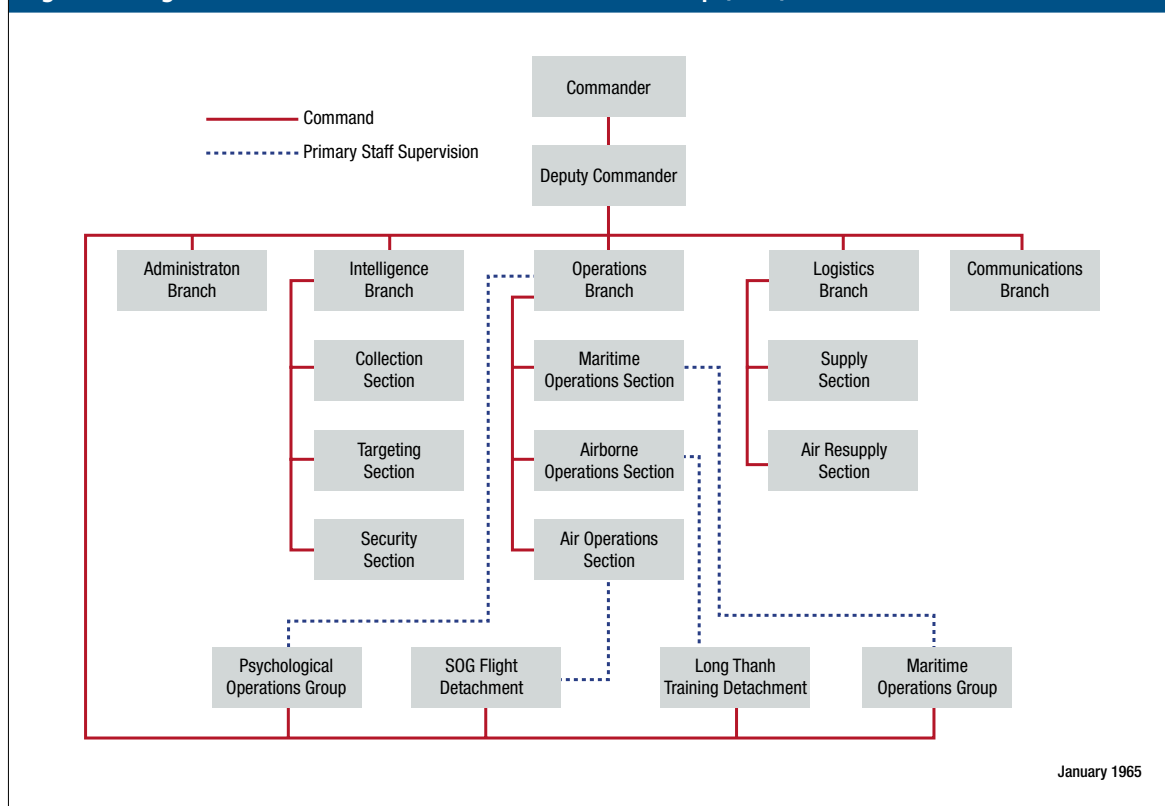 Command
Primary Staff Supervision
Commander
Deputy Commander
Administraton
Branch
Intelligence
Branch
Operations
Branch
Logistics
Branch
Communications
Branch
Collection
Section
Maritime
Operations Section
Supply
Section
Targeting
Section
Airborne
Operations Section
Air Resupply
Section
Security
Section
Air Operations
Section
Psychological
Operations Group
SOG Flight
Detachment
Long Thanh
Training Detachment
Maritime
Operations Group
January 1965